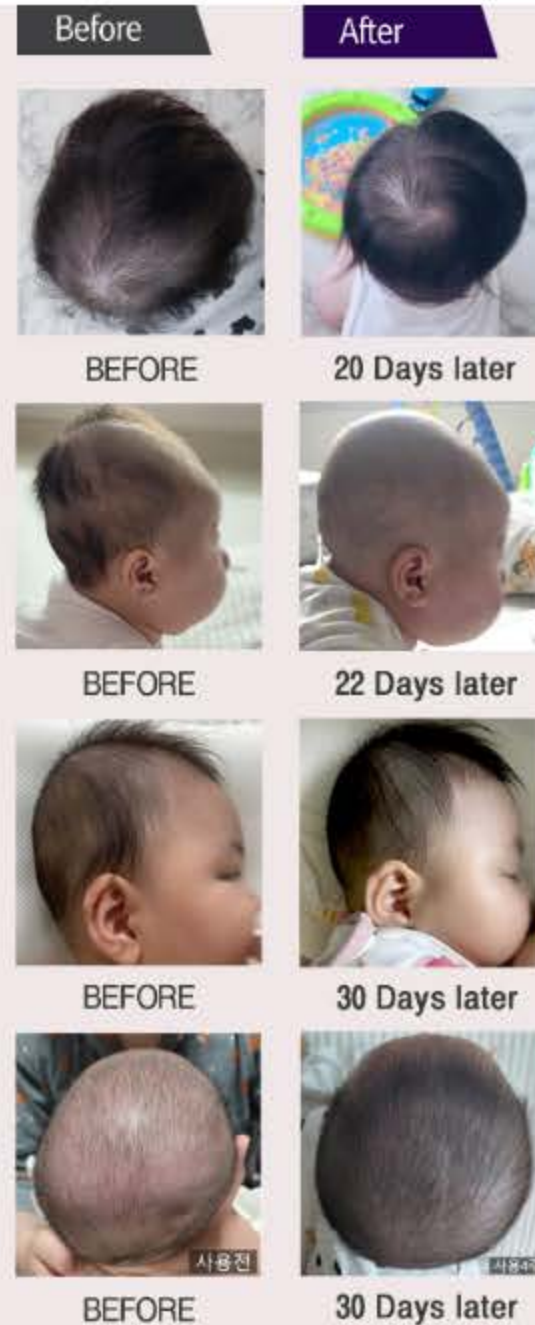 Before
After
BEFORE
20 Days later
BEFORE
22 Days later
BEFORE
30 Days later
사용전
BEFORE
30 Days later